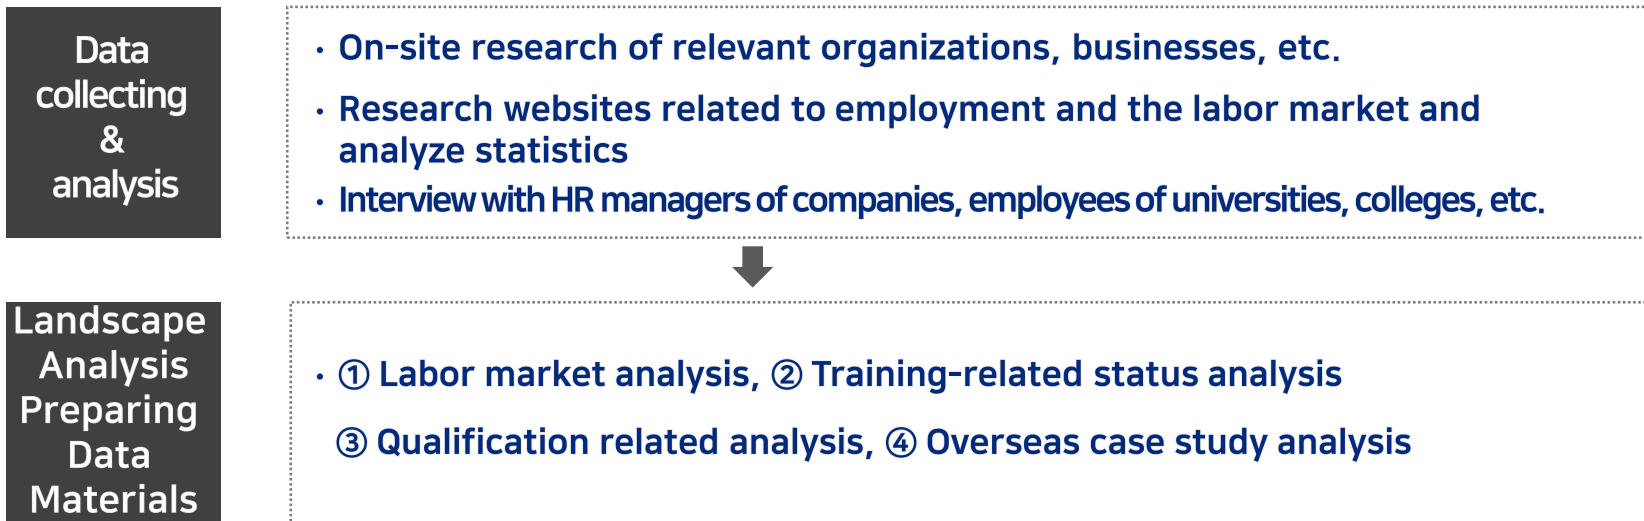 Data
collecting
&
analysis
· On-site research of relevant organizations, businesses, etc.
· Research websites related to employment and the labor market and
analyze statistics
· Interview with HR managers of companies, employees of universities, colleges, etc.
Landscape
Analysis
Preparing
Data
Materials
· ① Labor market analysis, ② Training-related status analysis
③ Qualification related analysis, ④ Overseas case study analysis